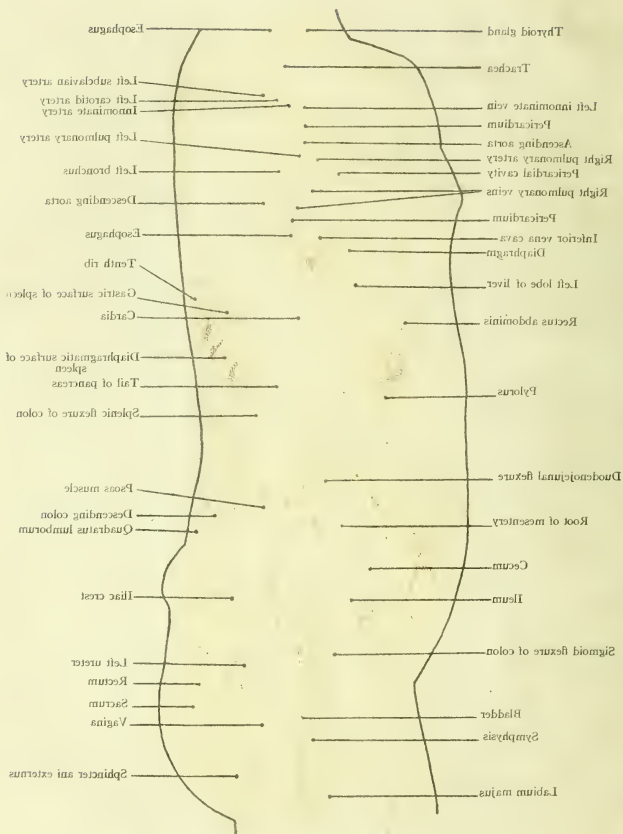 Esophagus
Left subclavian artery
Left carotid artery
Innominate artery
Left pulmonary artery
Left bronchus
Descending aorta
Esophagus
Tenth rib
Gastric surface of spleen
Cardia
Diaphragmatic surface of
spleen
Tail of pancreas
Splenic flexure of colon
Psoas muscle
Descending colon
Quadratus lumborum
Iliac crest
Left ureter
Rectum
Sacrum
Vagina
Sphincter ani externus
Thyroid gland
Trachea
Left innominate vein
Pericardium
Ascending aorta
Right pulmonary artery
Pericardial cavity
Right pulmonary veins
Pericardium
Inferior vena cava
Diaphragm
Left lobe of liver
Rectus abdominis
Pylorus
Duodenojejunal flexure
Root of mesentery
Cecum
Ileum
Sigmoid flexure of colon
Bladder
Symphysis
Labium majus